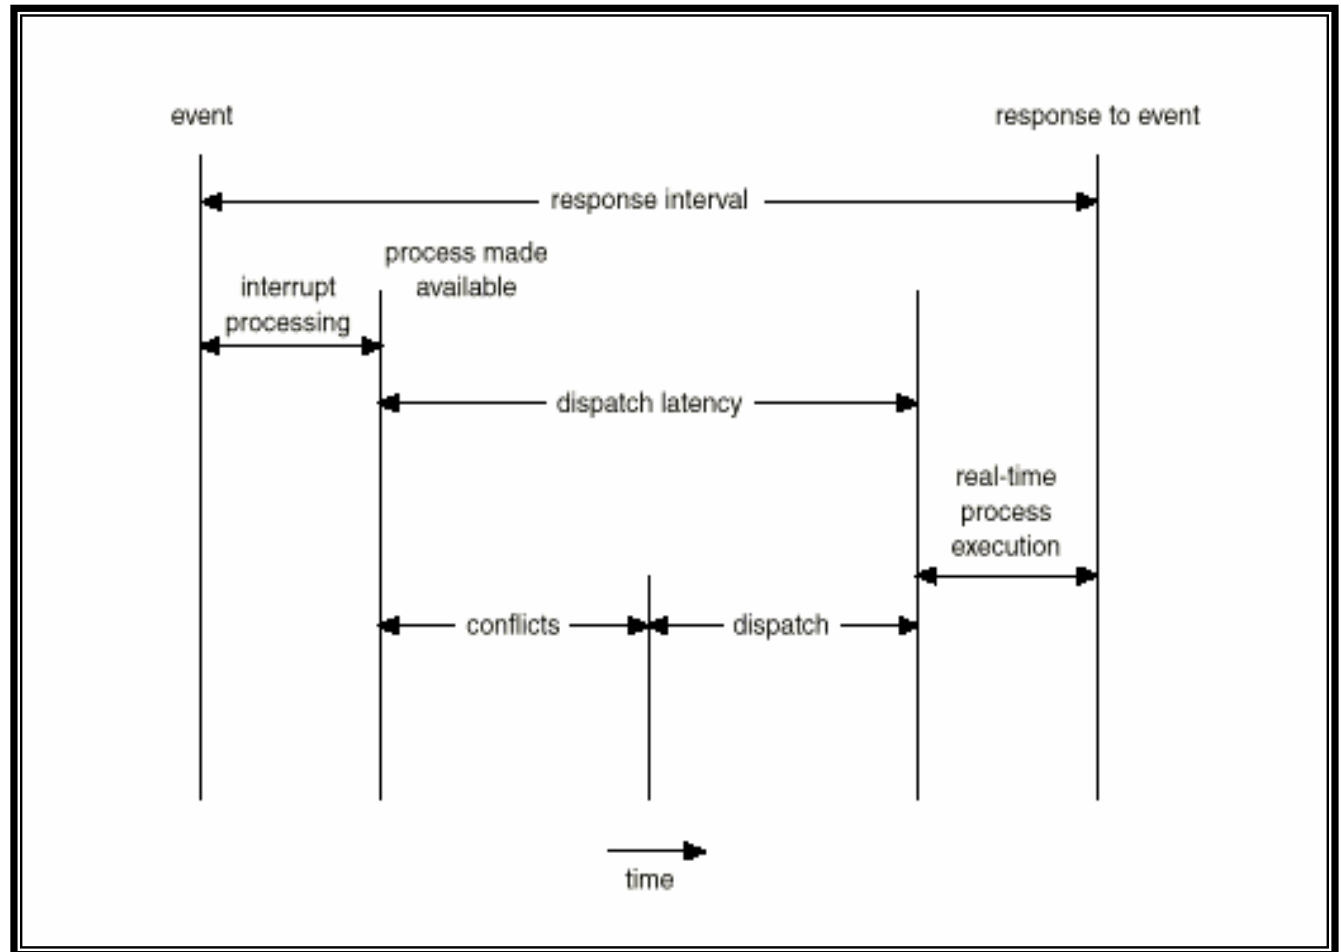 event
response to event
response interval
process made
available
interrupt
processing
dispatch latency
real-time
process
execution
conflicts
dispatch
time